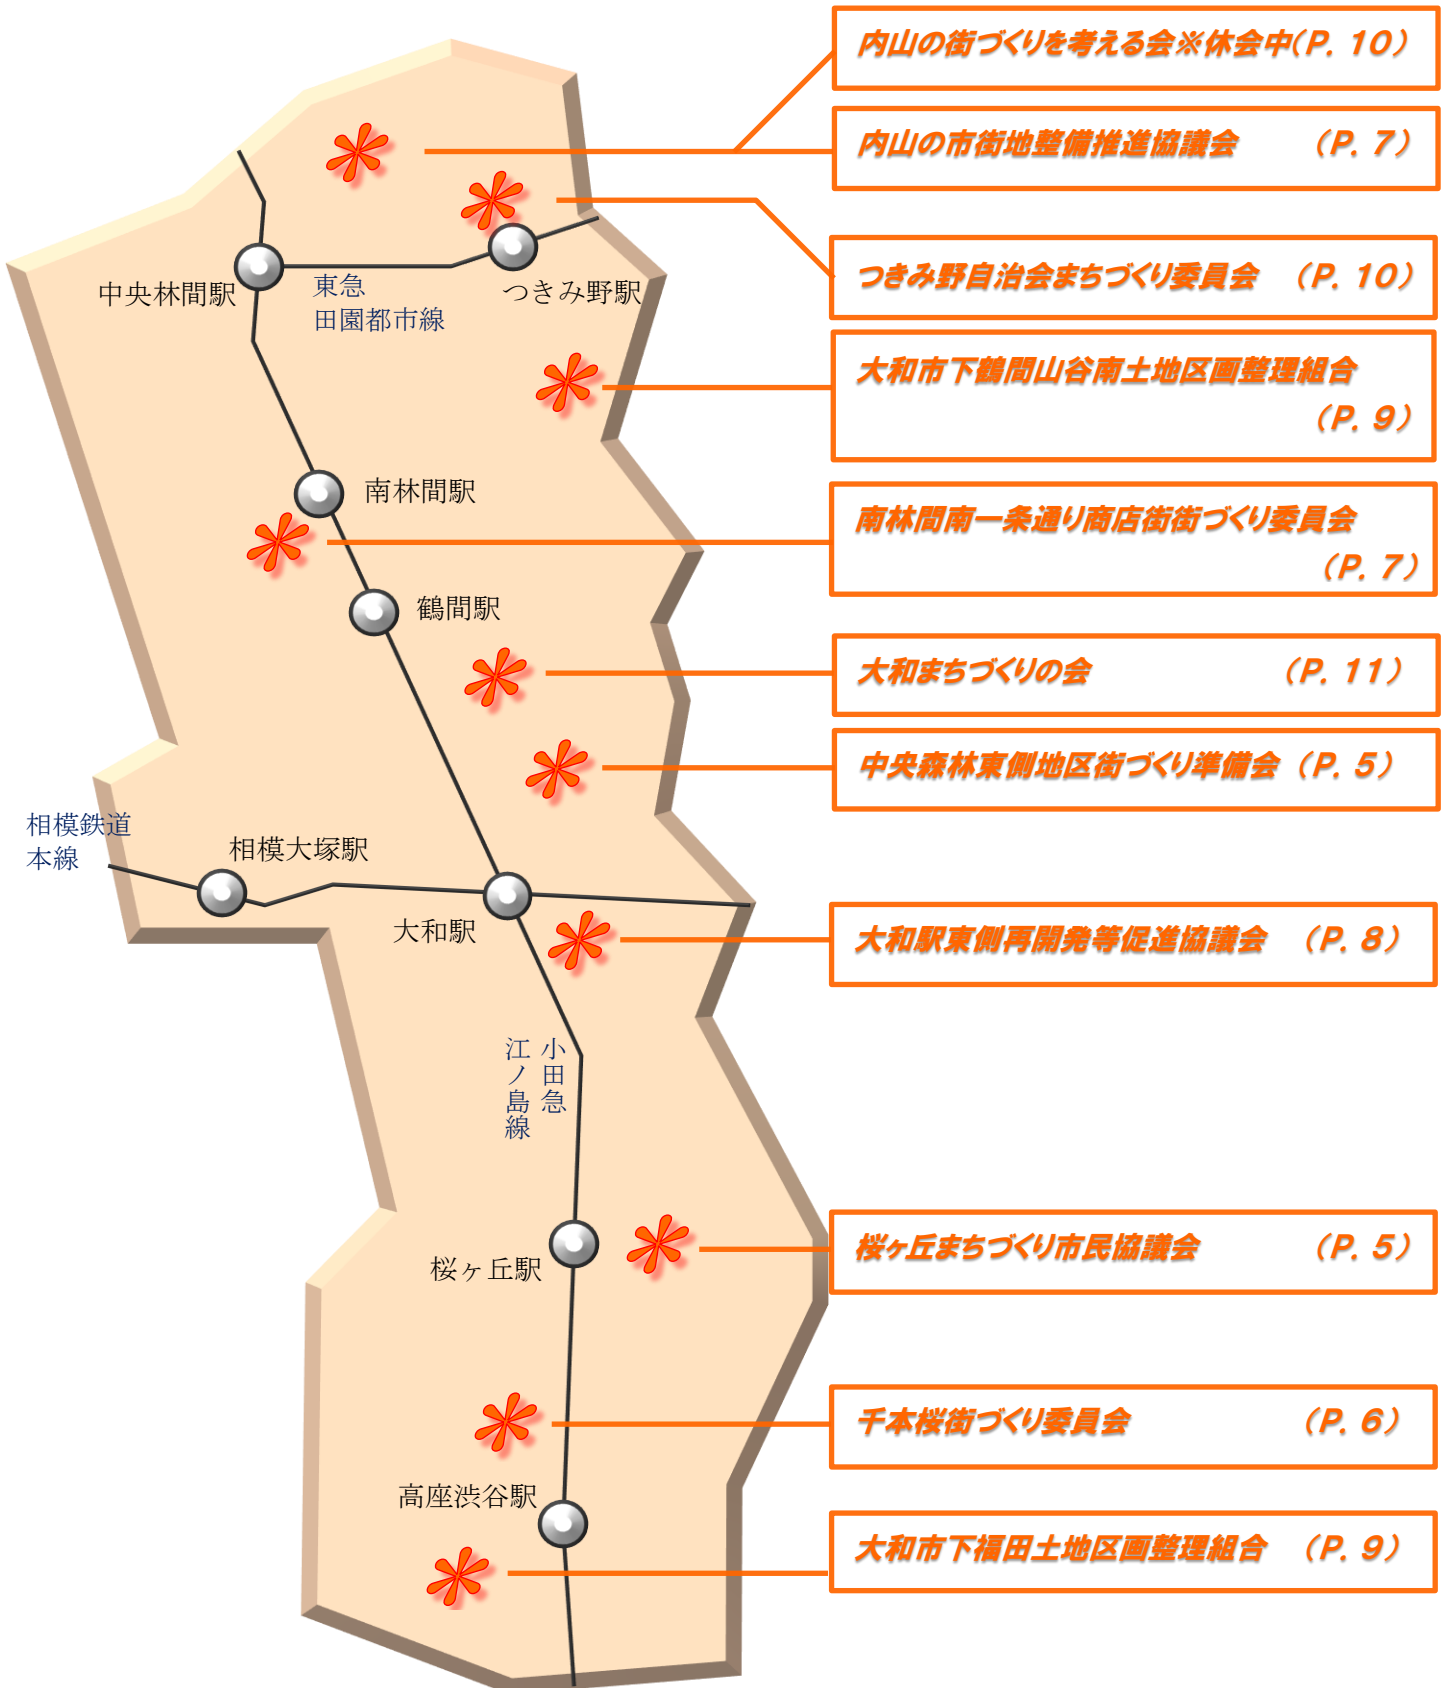 内山の街づくりを考える会※休会中(P. 10)
内山の市街地整備推進協議会 (P. 7)
つきみ野自治会まちづくり委員会 (P. 10)
大和市下鶴間山谷南土地区画整理組合
(P. 9)
南林間南一条通り商店街街づくり委員会
(P. 7)
大和まちづくりの会 (P. 11)
中央森林東側地区街づくり準備会 (P. 5)
大和駅東側再開発等促進協議会 (P. 8)
桜ヶ丘まちづくり市民協議会 (P. 5)
千本桜街づくり委員会 (P. 6)
大和市下福田土地区画整理組合 (P. 9)
中央林間駅
東急
田園都市線
つきみ野駅
南林間駅
鶴間駅
相模鉄道
本線
相模大塚駅
大和駅
小田急
江ノ島線
桜ヶ丘駅
高座渋谷駅